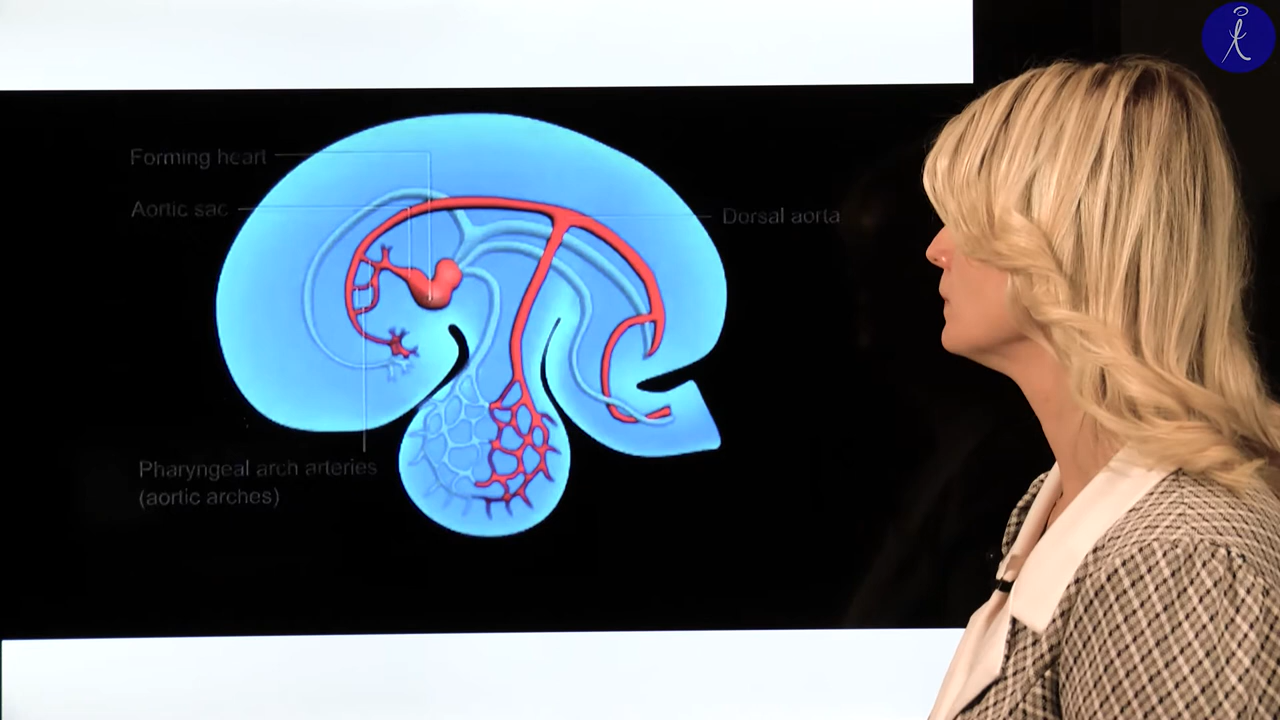 Forming heart
Aortic sac
Dorsal aorta
Pharyngeal arch arteries
(aortic arches)